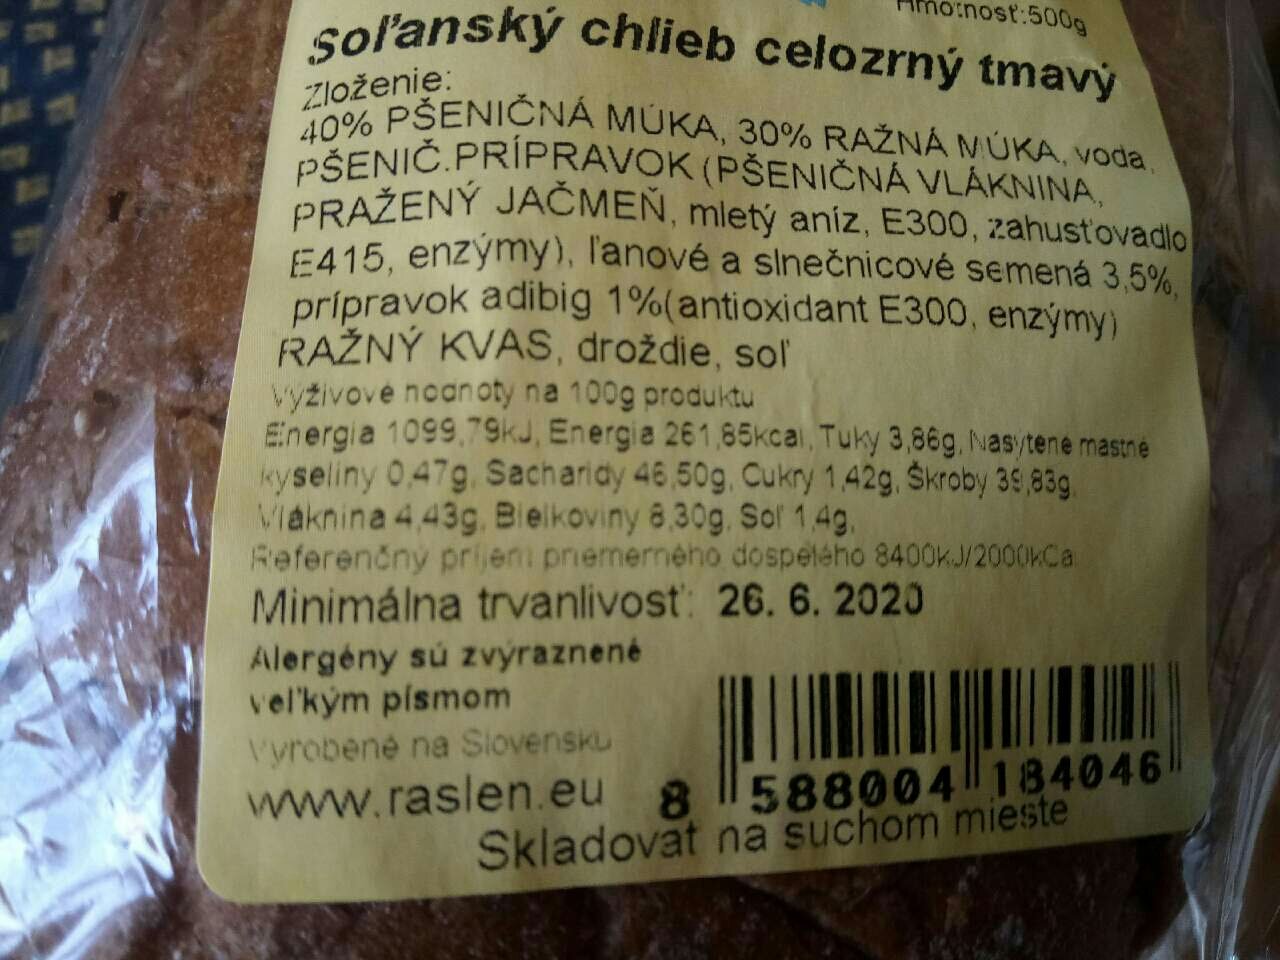 Hmotnosť:500g
Soľanský chlieb celozrný tmavý
Zloženie:
40% PŠENIČNÁ MÚKA, 30% RAŽNÁ MÚKA, voda,
PŠENIČ.PRÍPRAVOK (PŠENIČNÁ VLÁKNINA,
PRAŽENÝ JAČMEŇ, mletý aníz, E300, zahusťovadlo
E415, enzýmy), ľanové a slnečnicové semená 3,5%,
prípravok adibig 1%(antioxidant E300, enzýmy)
RAŽNÝ KVAS, droždie, soľ
Výživové hodnoty na 100g produktu
Energia 1099,79kJ, Energia 261,85kcal, Tuky 3,86g, Nasýtené mastné
kyseliny 0,47g, Sacharidy 46,50g, Cukry 1,42g, Škroby 39,83g,
Vláknina 4,43g, Bielkoviny 8,30g, Soľ 1,4g,
Referenčný príjem priemerného dospelého 8400kJ/2000kCa
Minimálna trvanlivosť: 26. 6. 2020
Alergény sú zvýraznené
veľkým písmom
Vyrobené na Slovensku
www.raslen.eu
8 588004 184046
Skladovať na suchom mieste